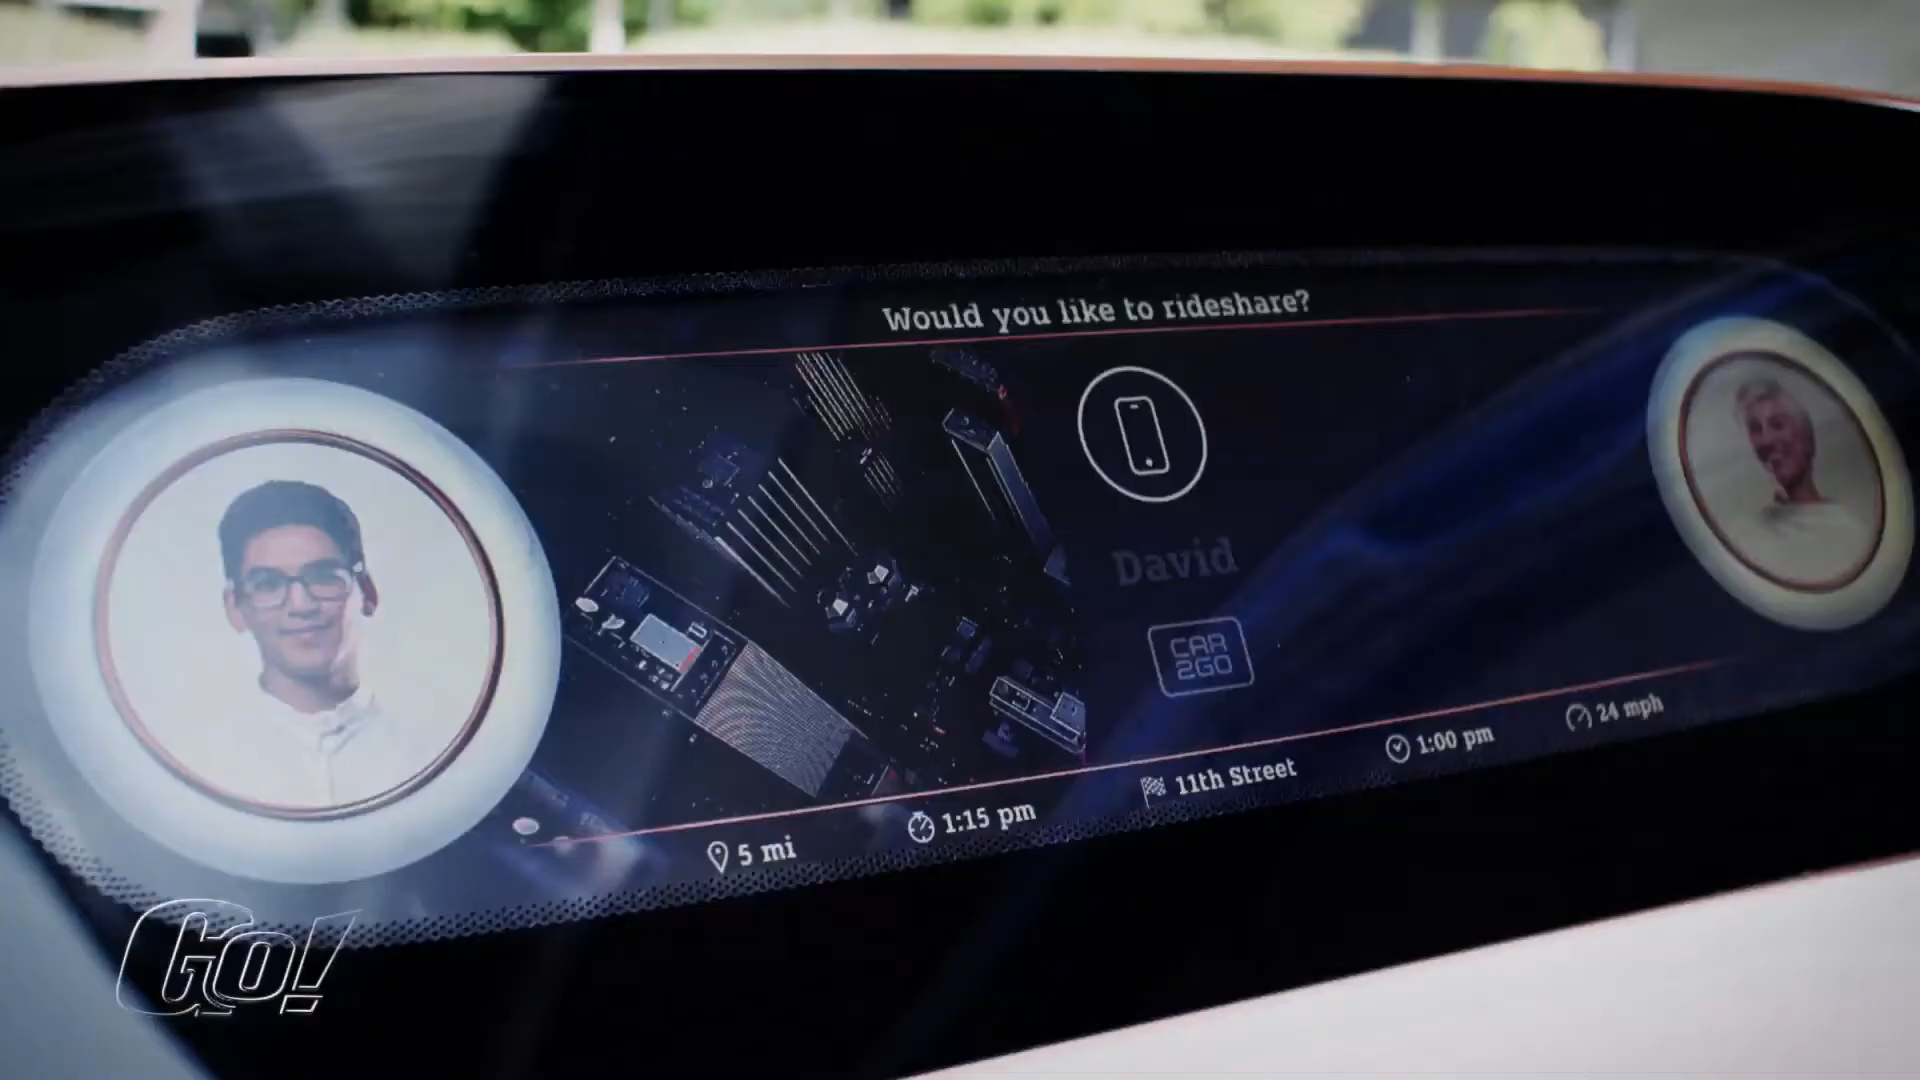 Would you like to rideshare?
David
CAR
2GO
5 mi
1:15 pm
11th Street
1:00 pm
24 mph
GO!